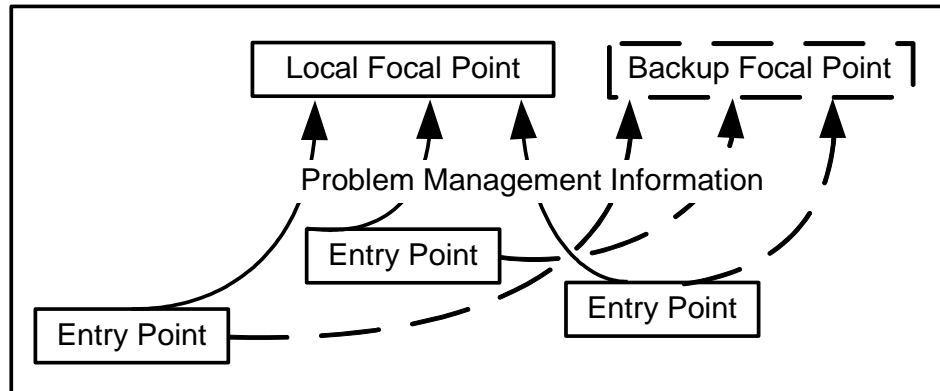 Local Focal Point
Backup Focal Point
Problem Management Information
Entry Point
Entry Point
Entry Point